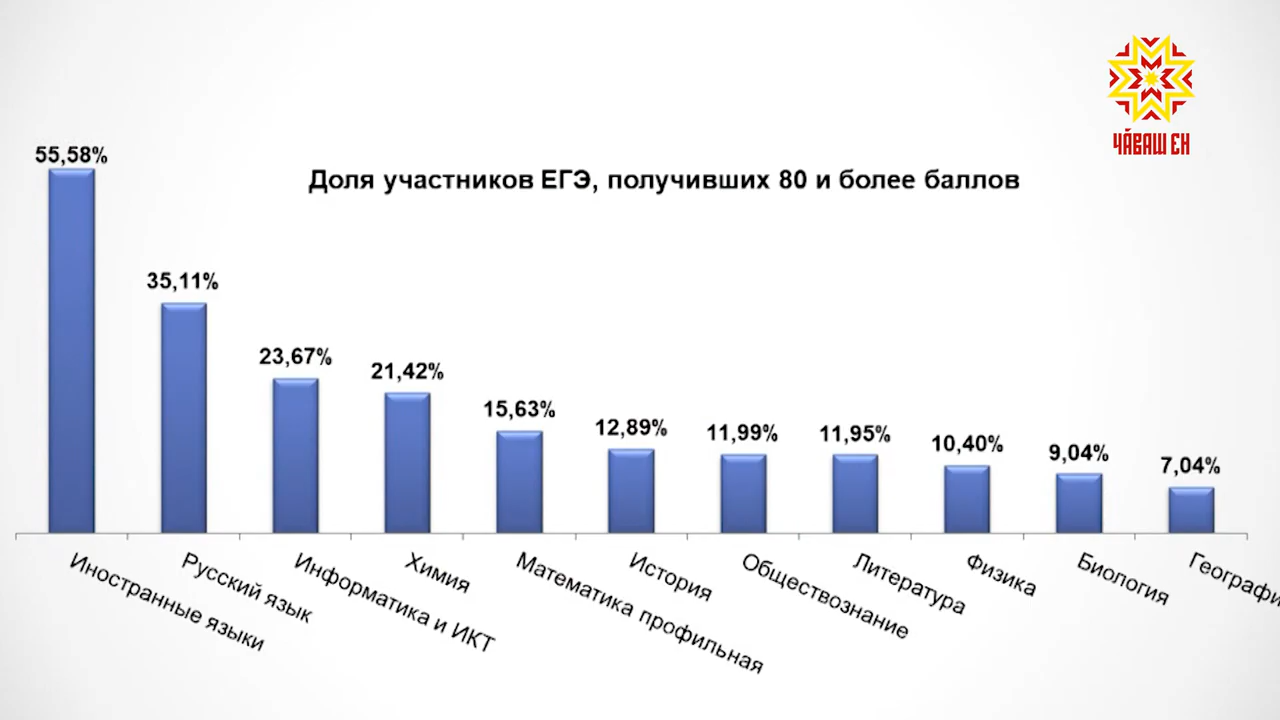 ЧӐВАШ ЕН
Доля участников ЕГЭ, получивших 80 и более баллов
55,58%
35,11%
23,67%
21,42%
15,63%
12,89%
11,99%
11,95%
10,40%
9,04%
7,04%
Иностранные языки
Русский язык
Информатика и ИКТ
Химия
Математика профильная
История
Обществознание
Литература
Физика
Биология
Географи